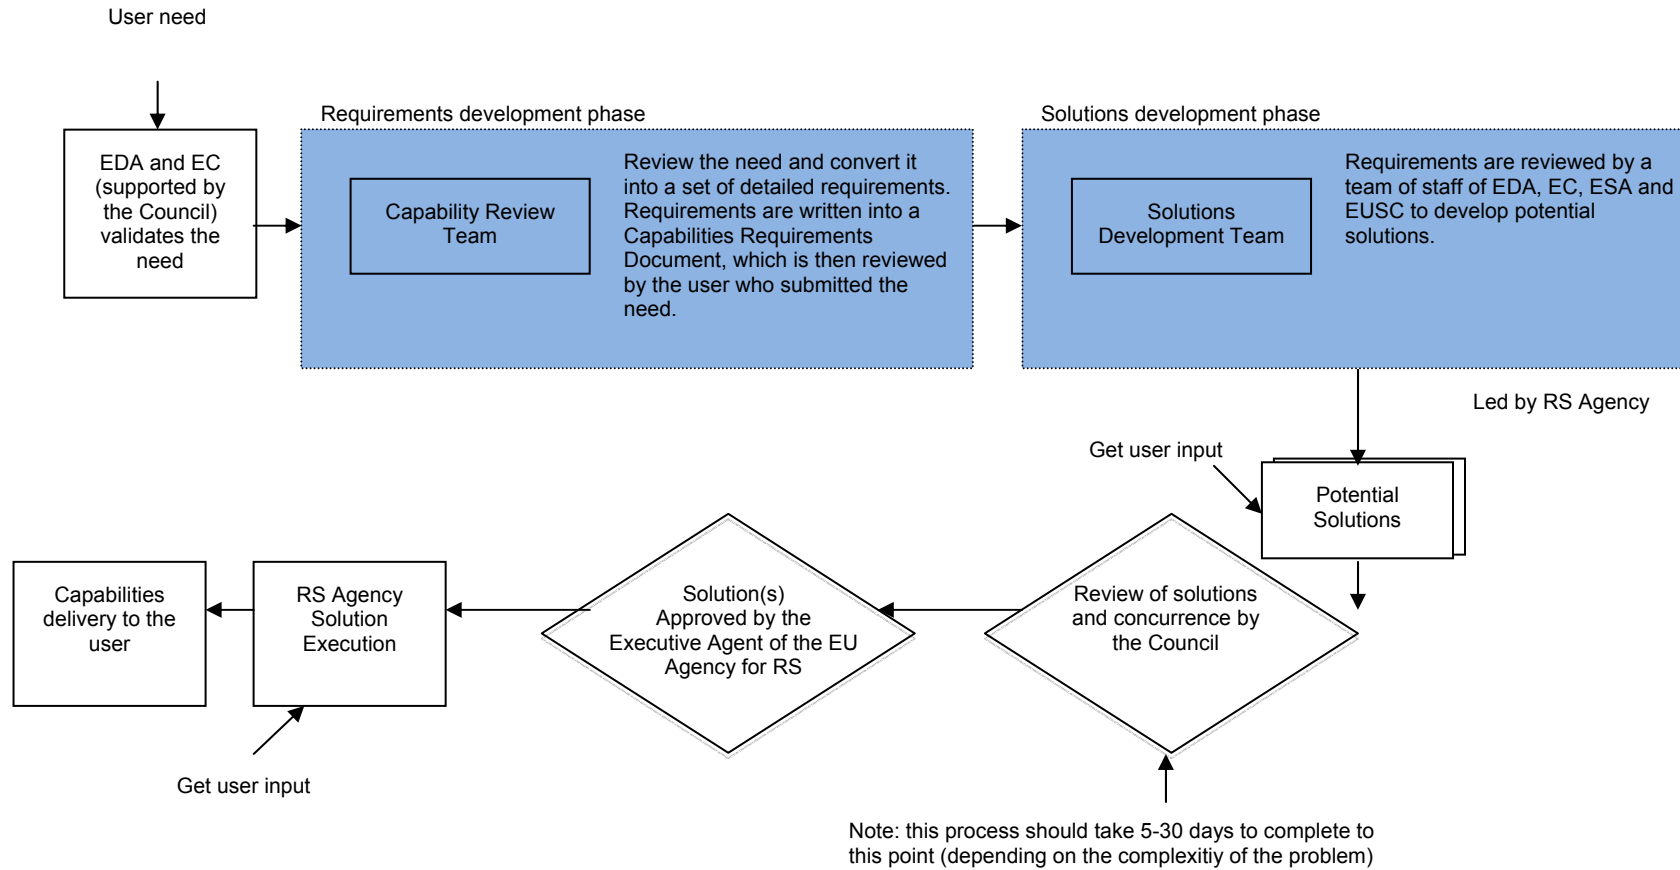 User need
Requirements development phase
Solutions development phase
EDA and EC
(supported by
the Council)
validates the
need
Capability Review
Team
Review the need and convert it
into a set of detailed requirements.
Requirements are written into a
Capabilities Requirements
Document, which is then reviewed
by the user who submitted the
need.
Solutions
Development Team
Requirements are reviewed by a
team of staff of EDA, EC, ESA and
EUSC to develop potential
solutions.
Led by RS Agency
Get user input
Potential
Solutions
Capabilities
delivery to the
user
RS Agency
Solution
Execution
Solution(s)
Approved by the
Executive Agent of the EU
Agency for RS
Review of solutions
and concurrence by
the Council
Get user input
Note: this process should take 5-30 days to complete to
this point (depending on the complexitiy of the problem)